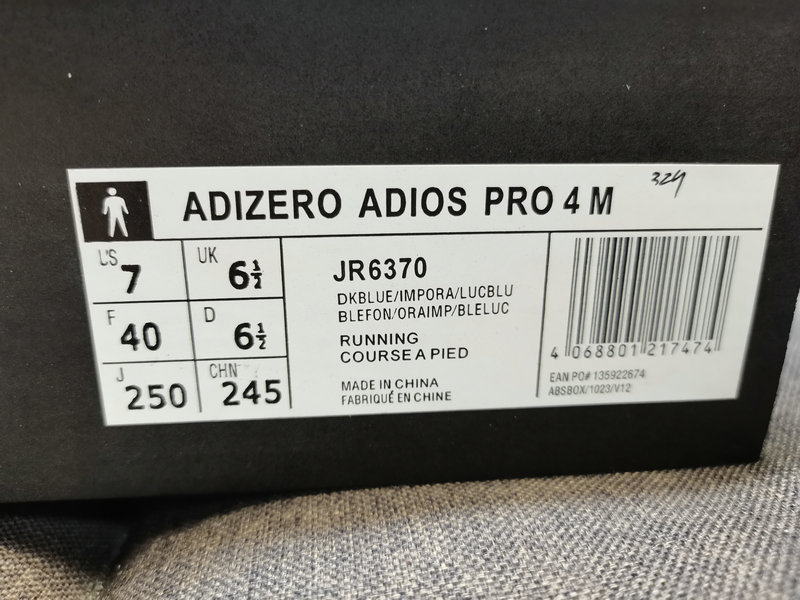 ADIZERO ADIOS PRO 4 M
324
L'S 7
UK 6½
F 40
D 6½
J 250
CHN 245
JR6370
DKBLUE/IMPORA/LUCBLU
BLEFON/ORAIMP/BLELUC
RUNNING
COURSE A PIED
MADE IN CHINA
FABRIQUÉ EN CHINE
4 068801 217474
EAN PO# 135922674
ABSBOX/1023/V12